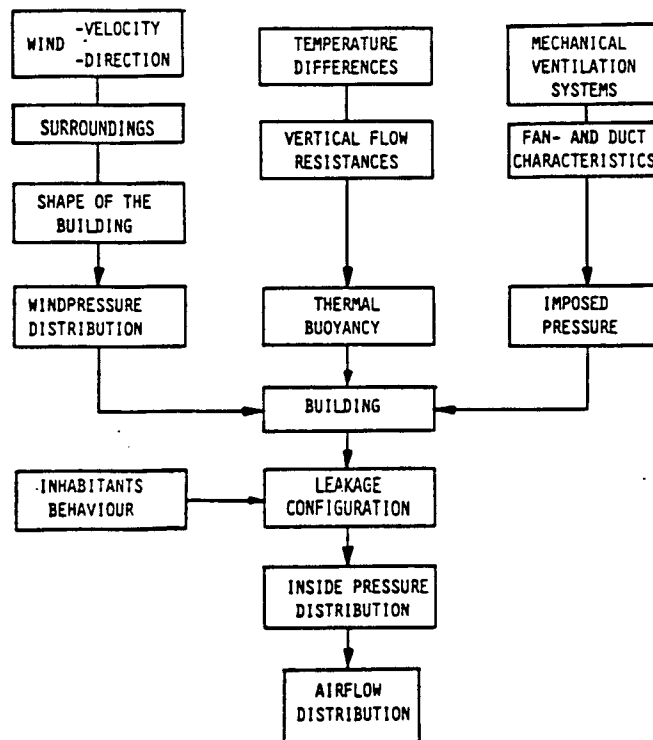 WIND -VELOCITY
-DIRECTION
SURROUNDINGS
SHAPE OF THE
BUILDING
WINDPRESSURE
DISTRIBUTION
TEMPERATURE
DIFFERENCES
VERTICAL FLOW
RESISTANCES
THERMAL
BUOYANCY
MECHANICAL
VENTILATION
SYSTEMS
FAN- AND DUCT
CHARACTERISTICS
IMPOSED
PRESSURE
BUILDING
INHABITANTS
BEHAVIOUR
LEAKAGE
CONFIGURATION
INSIDE PRESSURE
DISTRIBUTION
AIRFLOW
DISTRIBUTION